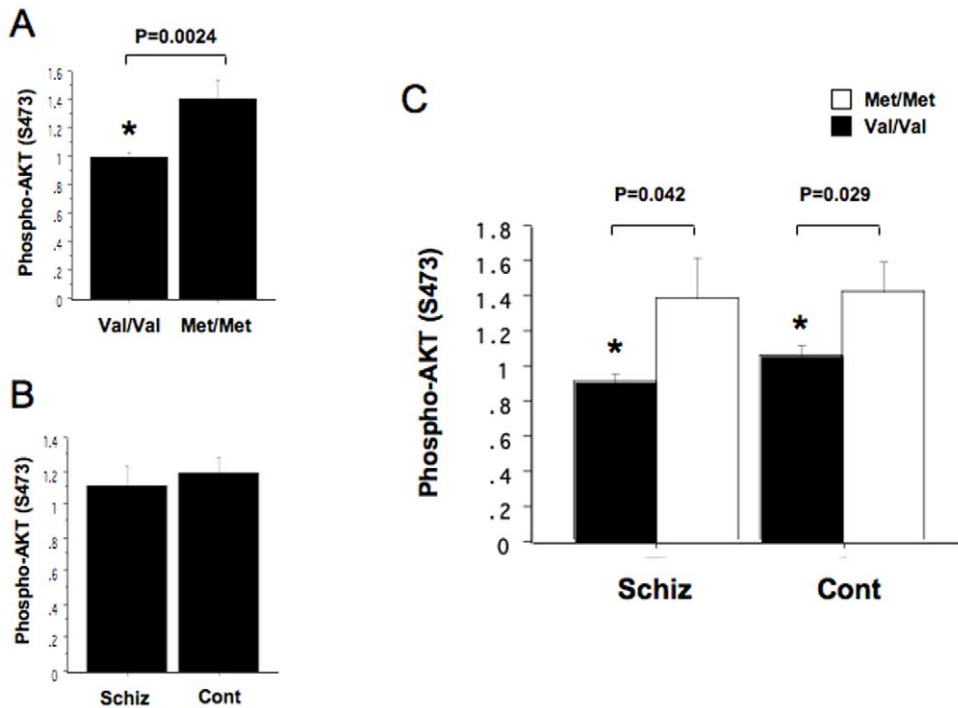 A
P=0.0024
Phospho-AKT (S473)
1.6
1.4
1.2
1
.8
.6
.4
.2
0
*
Val/Val Met/Met
B
Phospho-AKT (S473)
1.4
1.2
1
.8
.6
.4
.2
0
Schiz Cont
C
Met/Met
Val/Val
P=0.042 P=0.029
Phospho-AKT (S473)
1.8
1.6
1.4
1.2
1
.8
.6
.4
.2
0
* *
Schiz Cont